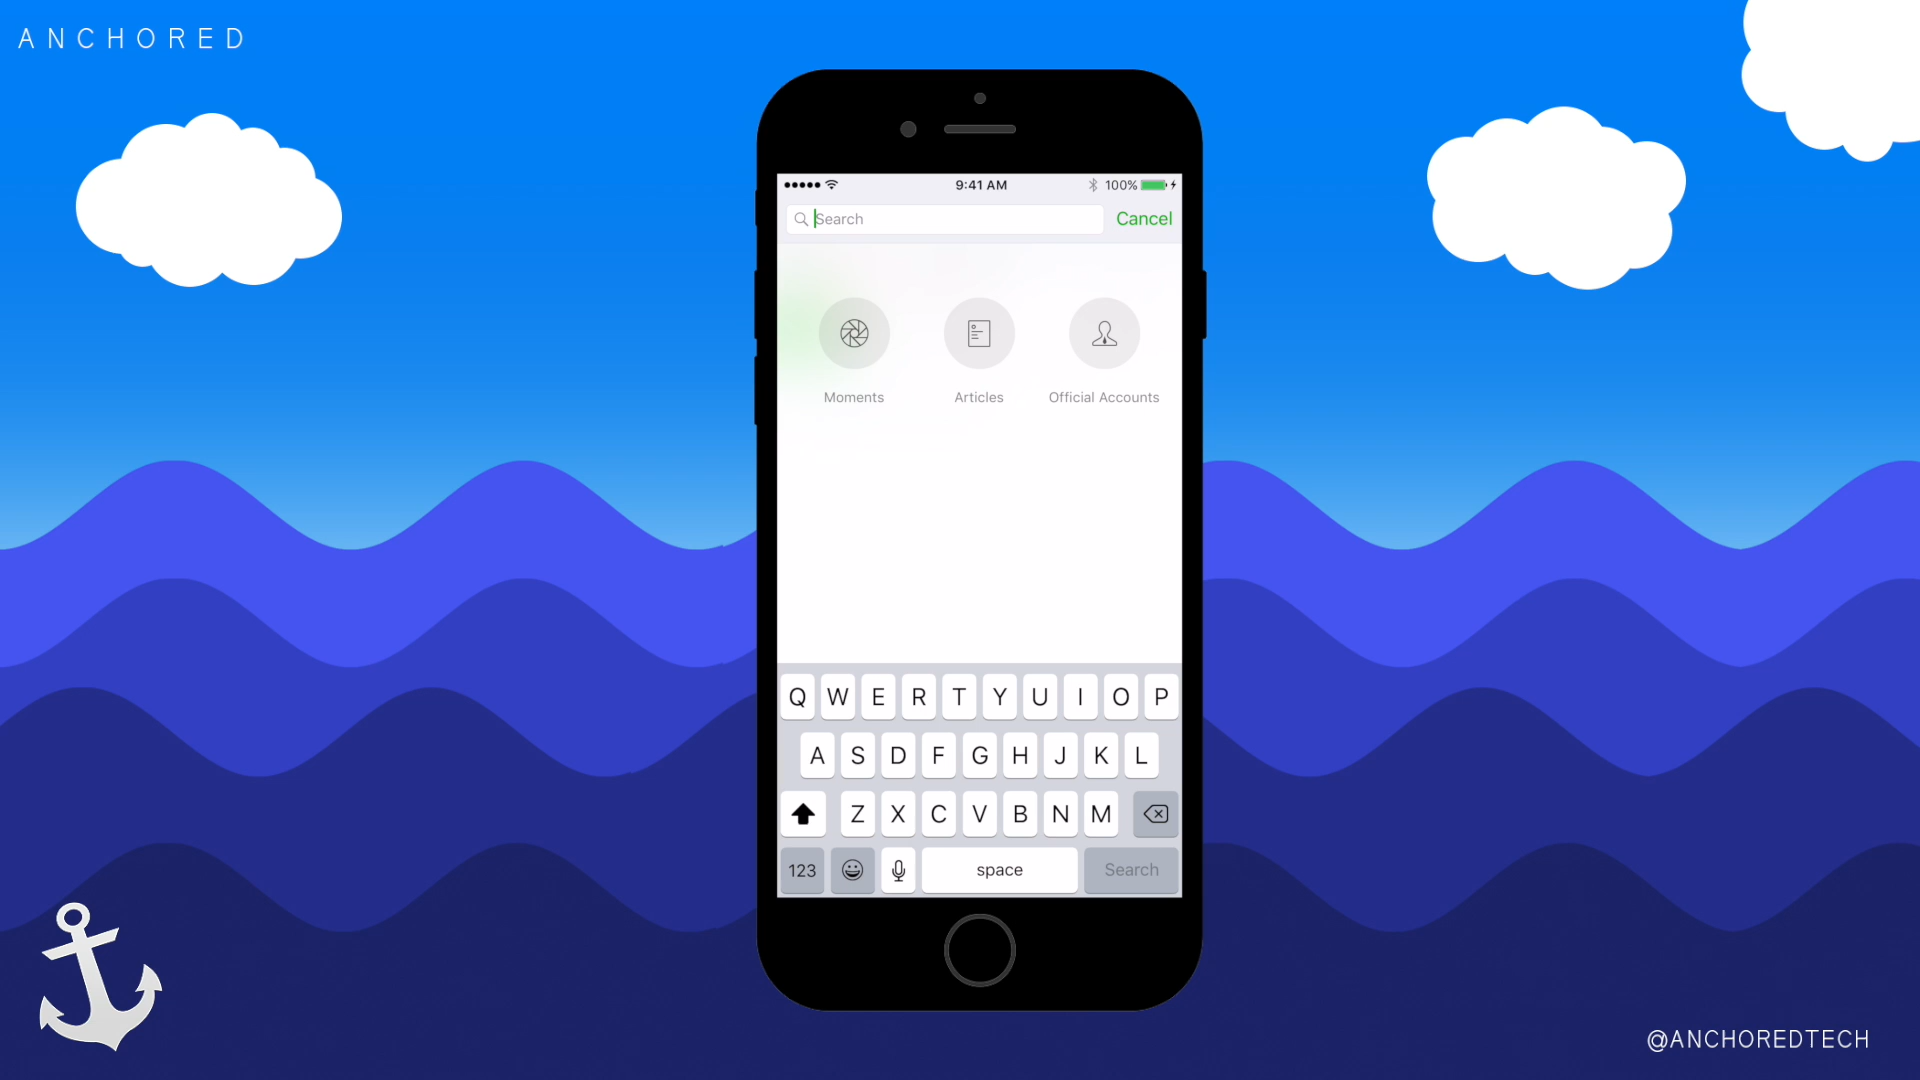 ANCHORED
9:41 AM
100%
Search
Cancel
Moments
Articles
Official Accounts
Q W E R T Y U I O P
A S D F G H J K L
Z X C V B N M
123
space
Search
@ANCHOREDTECH